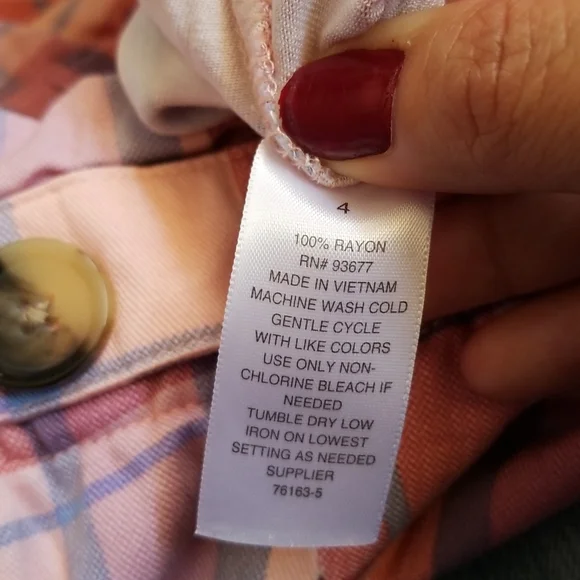 4
100% RAYON
RN# 93677
MADE IN VIETNAM
MACHINE WASH COLD
GENTLE CYCLE
WITH LIKE COLORS
USE ONLY NON-
CHLORINE BLEACH IF
NEEDED
TUMBLE DRY LOW
IRON ON LOWEST
SETTING AS NEEDED
SUPPLIER
76163-5